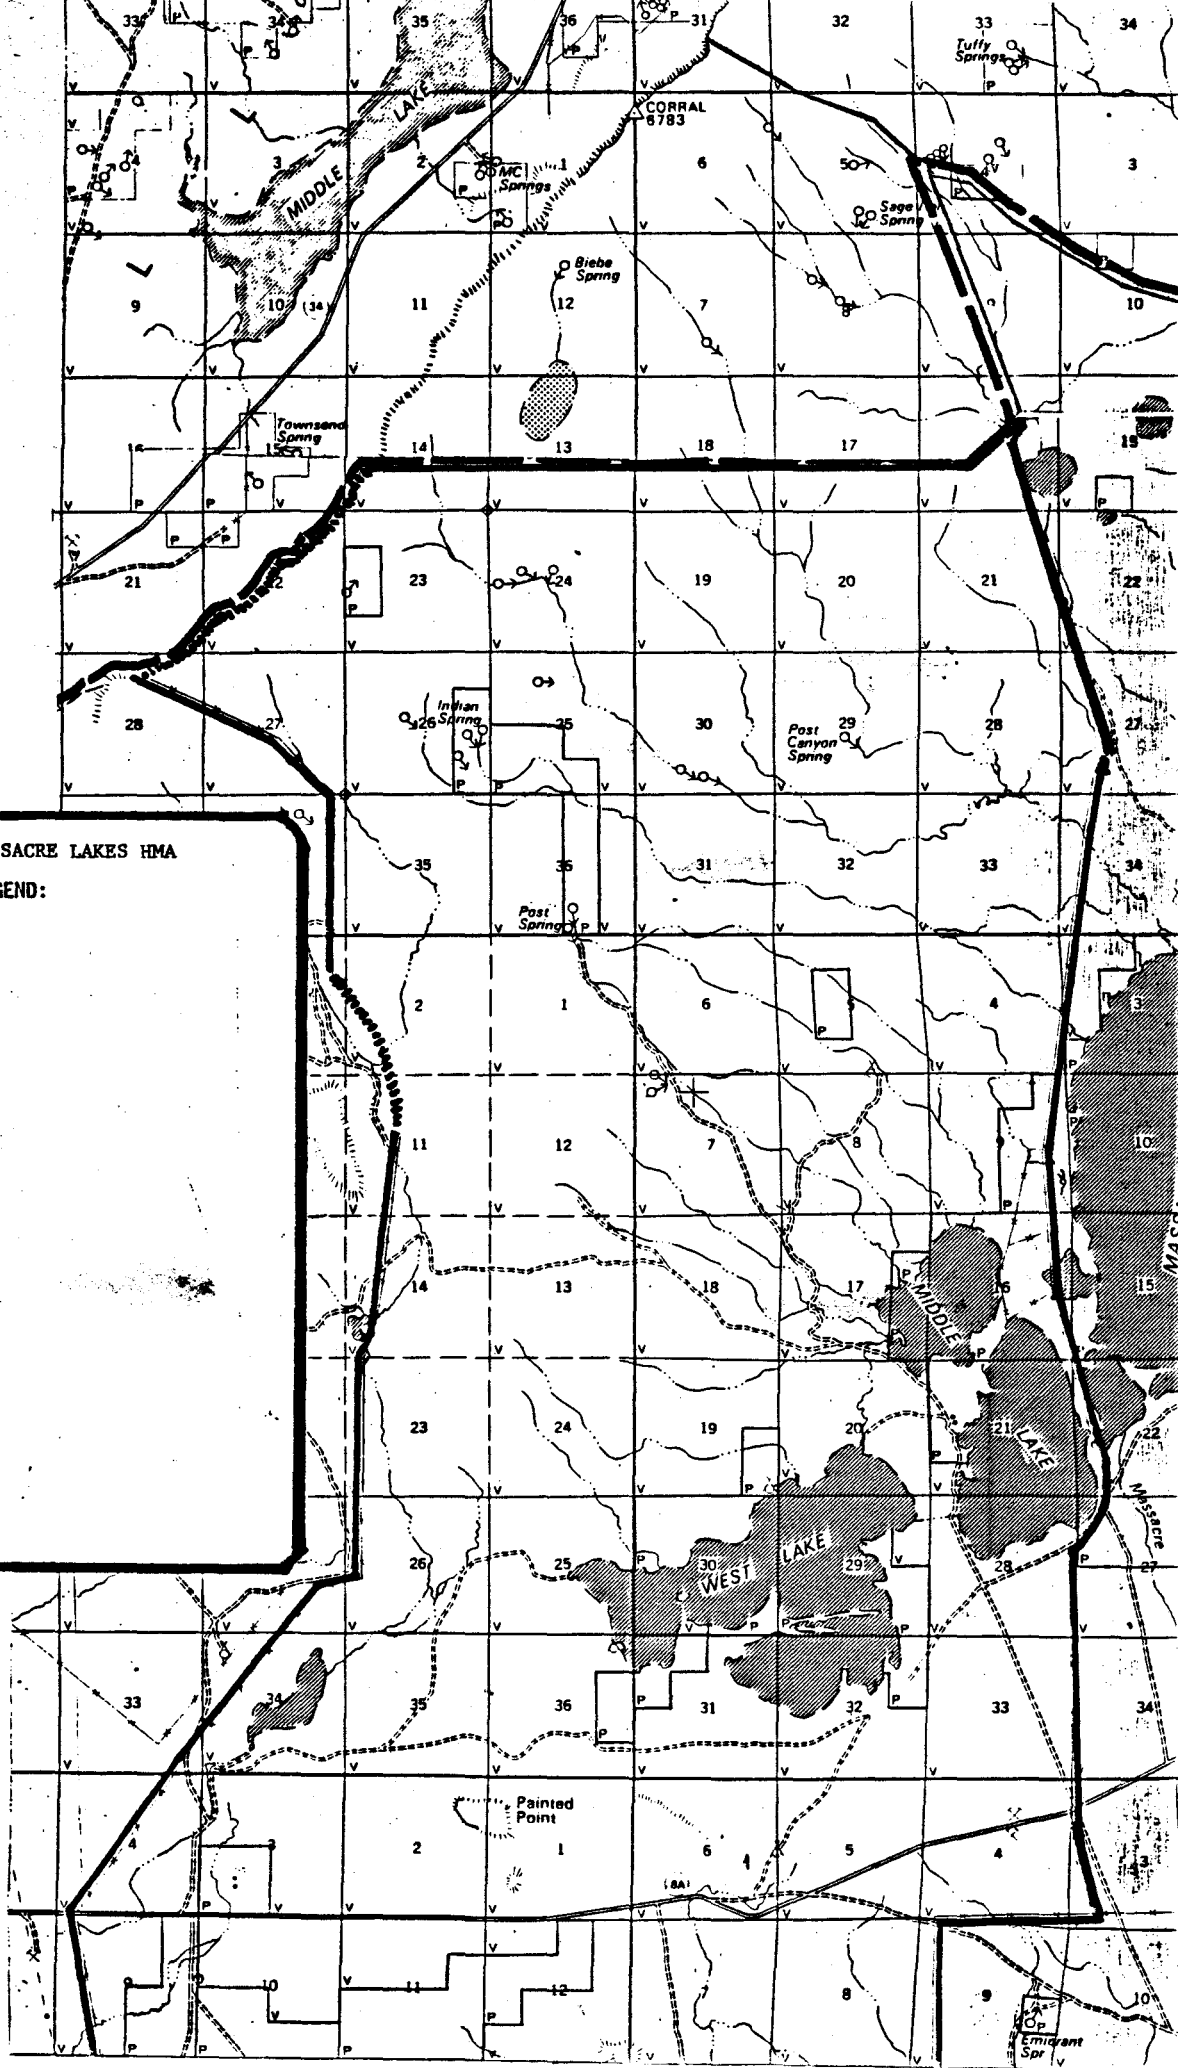 33 34 35 36 31 32 33 34
P P P P
Tuffy
Springs
P
V V V V
LAKE
CORRAL
6783
4 3 2 1 6 5 3
MC
Springs
P
MIDDLE
P
Sage
Spring
Biebe
Spring
9 10 (34) 11 12 7 10
V V V V V V
Townsend
Spring
15 14 13 18 17 15
P P V V V V V
P P
21 22 23 24 19 20 21 22
P
V V V V V V
28 27 26 25 30 29 28 27
Indian
Spring
Post
Canyon
Spring
P P
V V V V
SACRE LAKES HMA
GEND:
35 36 31 32 33 34
Post
Spring
P
V V V V V
2 1 6 5 4 3
P
P
V V V
11 12 7 8 9 10
P
V V V V
MASS
14 13 18 17 16 15
P
MIDDLE
P P
V V V V
23 24 19 20 21 22
LAKE
P
P
V V V
Massacre
26 25 30 29 28 27
LAKE
WEST
P V P
P P
V V V V V
33 34 35 36 31 32 33 34
P P
P
V V V V V V
Painted
Point
4 3 2 1 6 5 4 3
(8A)
P V V V V V V
9 9 10 11 12 8 9 10
V V
V P
P
Emigrant
Spr
V P P P V V